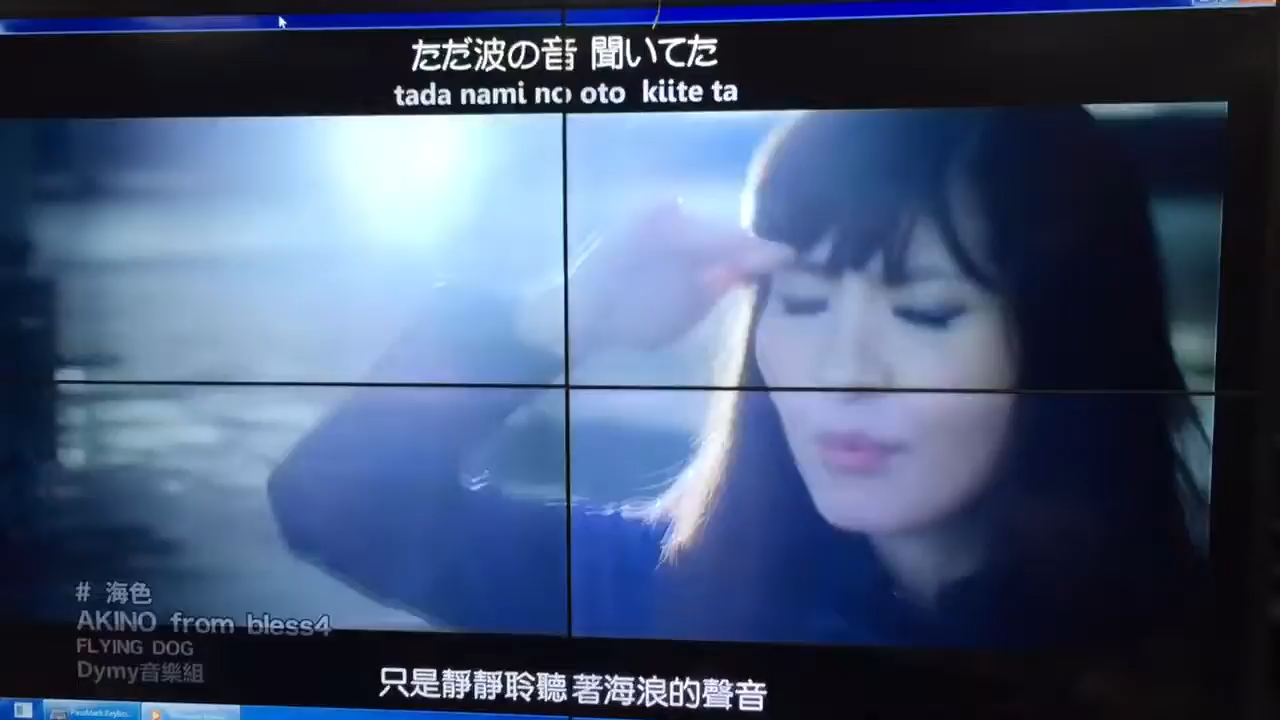 ただ波の音 聞いてた
tada nami no oto kiite ta
# 海色
AKINO from bless4
FLYING DOG
Dymy音樂組
只是靜靜聆聽著海浪的聲音